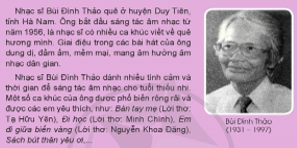 Nhạc sĩ Bùi Đình Thảo quê ở huyện Duy Tiên,
tỉnh Hà Nam. Ông bắt đầu sáng tác âm nhạc từ
năm 1956, là nhạc sĩ có nhiều ca khúc viết về quê
hương mình. Giai điệu trong các bài hát của ông
dung dị, đằm ấm, mềm mại, mang âm hưởng âm
nhạc dân gian.
Nhạc sĩ Bùi Đình Thảo dành nhiều tình cảm và
thời gian để sáng tác âm nhạc cho tuổi thiếu nhi.
Một số ca khúc của ông được phổ biến rộng rãi và
được các em yêu thích, như: Bàn tay mẹ (Lời thơ:
Tạ Hữu Yên), Đi học (Lời thơ: Minh Chính), Em
đi giữa biển vàng (Lời thơ: Nguyễn Khoa Đăng),
Sách bút thân yêu ơi,...
Bùi Đình Thảo
(1931 – 1997)